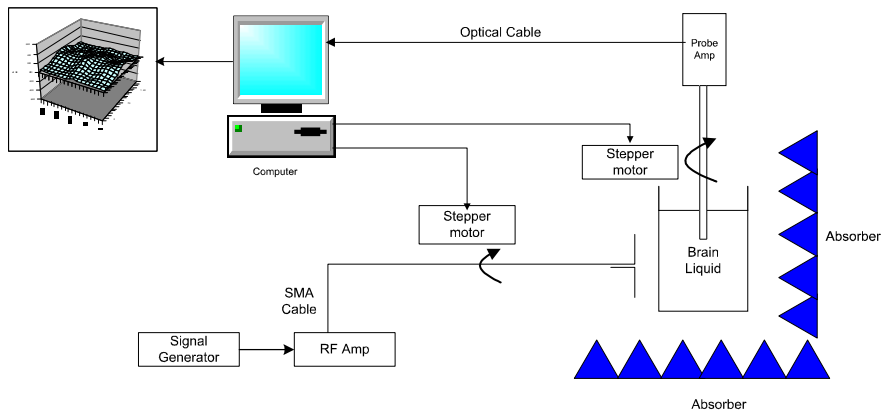 Optical Cable
Probe
Amp
Computer
Stepper
motor
Stepper
motor
Brain
Liquid
Absorber
SMA
Cable
Signal
Generator
RF Amp
Absorber